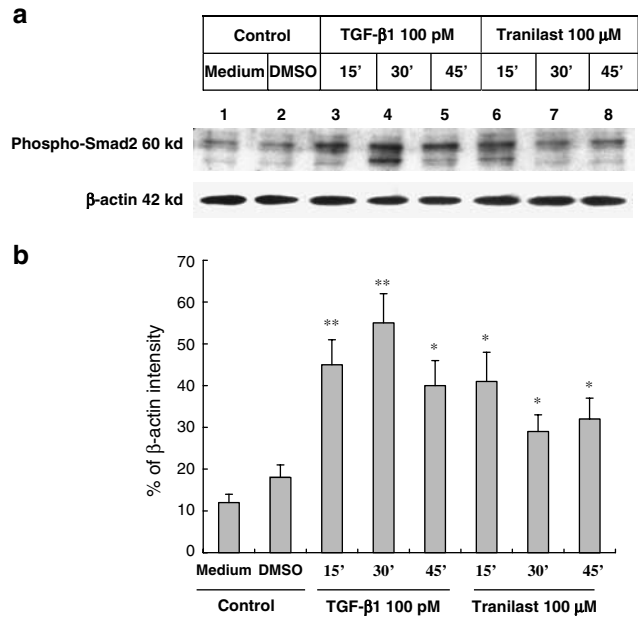 a
Control TGF-β1 100 pM Tranilast 100 μM
Medium DMSO 15’ 30’ 45’ 15’ 30’ 45’
1 2 3 4 5 6 7 8
Phospho-Smad2 60 kd
β-actin 42 kd
b
% of β-actin intensity
70
60
50
40
30
20
10
0
** ** * * * *
Medium DMSO 15’ 30’ 45’ 15’ 30’ 45’
Control TGF-β1 100 pM Tranilast 100 μM